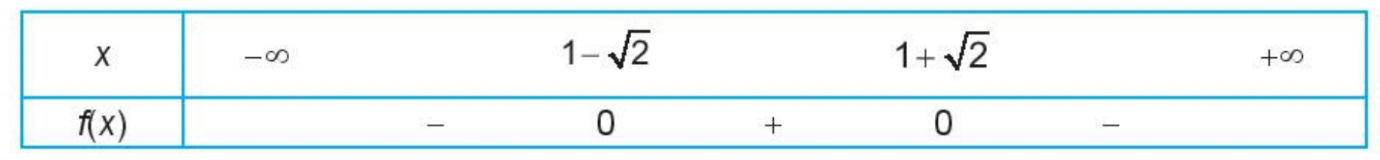 x −∞ 1−√2 1+√2 +∞
f(x) − 0 + 0 −